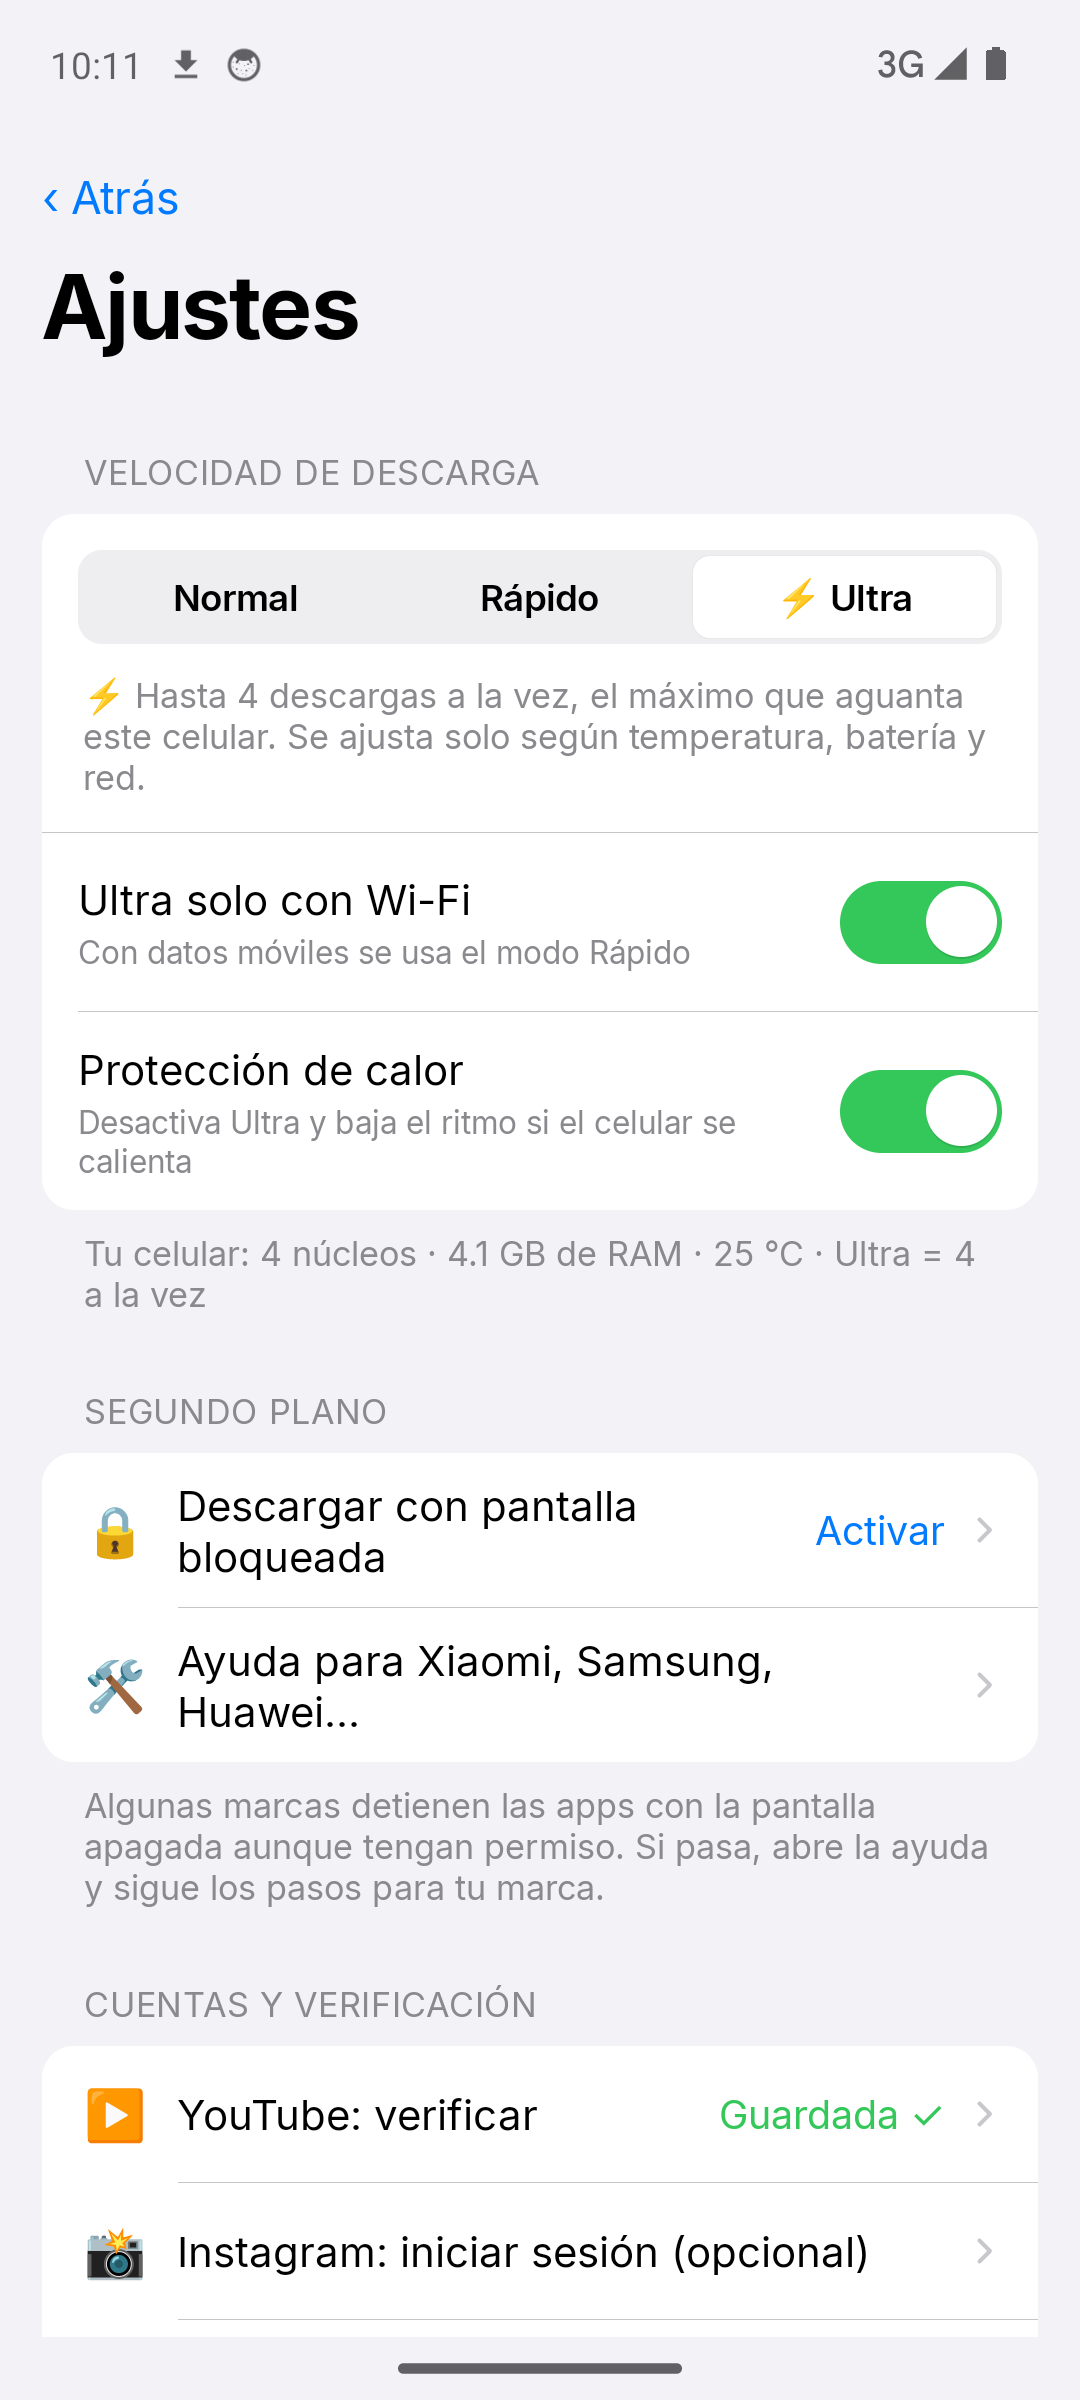 10:11
3G
‹ Atrás
Ajustes
VELOCIDAD DE DESCARGA
Normal
Rápido
⚡ Ultra
⚡ Hasta 4 descargas a la vez, el máximo que aguanta
este celular. Se ajusta solo según temperatura, batería y
red.
Ultra solo con Wi-Fi
Con datos móviles se usa el modo Rápido
Protección de calor
Desactiva Ultra y baja el ritmo si el celular se
calienta
Tu celular: 4 núcleos · 4.1 GB de RAM · 25 °C · Ultra = 4
a la vez
SEGUNDO PLANO
Descargar con pantalla
bloqueada
Activar
Ayuda para Xiaomi, Samsung,
Huawei...
Algunas marcas detienen las apps con la pantalla
apagada aunque tengan permiso. Si pasa, abre la ayuda
y sigue los pasos para tu marca.
CUENTAS Y VERIFICACIÓN
YouTube: verificar
Guardada ✓
Instagram: iniciar sesión (opcional)